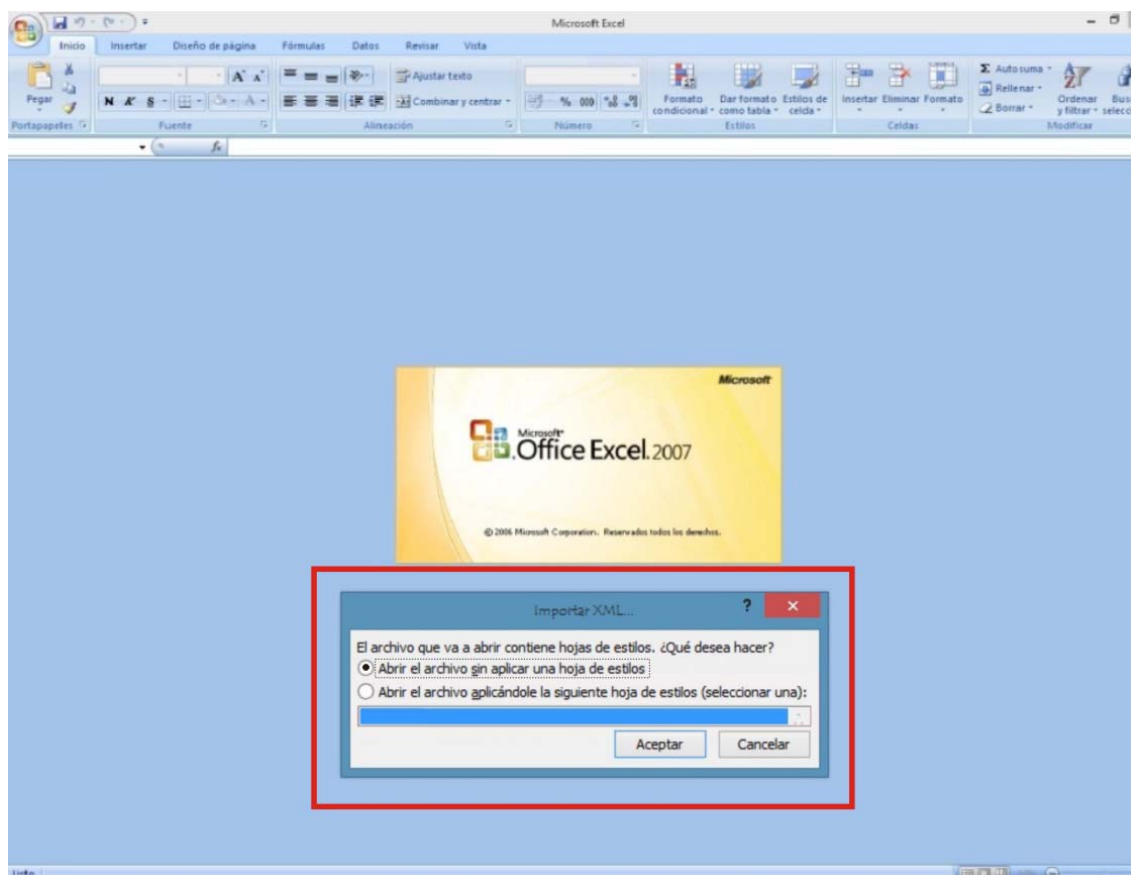 Microsoft Excel
Inicio Insertar Diseño de página Fórmulas Datos Revisar Vista
Pegar
Portapapeles
N K S
Fuente
Ajustar texto
Combinar y centrar
Alineación
% 000
Número
Formato condicional
Dar formato como tabla
Estilos de celda
Estilos
Insertar Eliminar Formato
Celdas
Σ Autosuma
Rellenar
Borrar
Ordenar y filtrar
Modificar
fx
Microsoft
Microsoft
Office Excel 2007
© 2006 Microsoft Corporation. Reservados todos los derechos.
Importar XML...
El archivo que va a abrir contiene hojas de estilos. ¿Qué desea hacer?
Abrir el archivo sin aplicar una hoja de estilos
Abrir el archivo aplicándole la siguiente hoja de estilos (seleccionar una):
Aceptar Cancelar